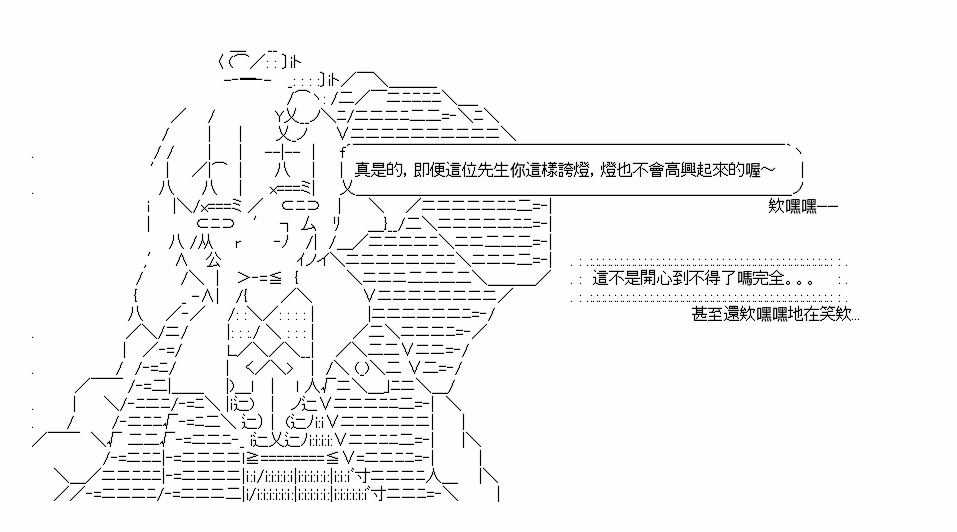 真是的，即便這位先生你這樣誇燈，燈也不會高興起來的喔～
欸嘿嘿——
這不是開心到不得了嗎完全。。。
甚至還欸嘿嘿地在笑欸…